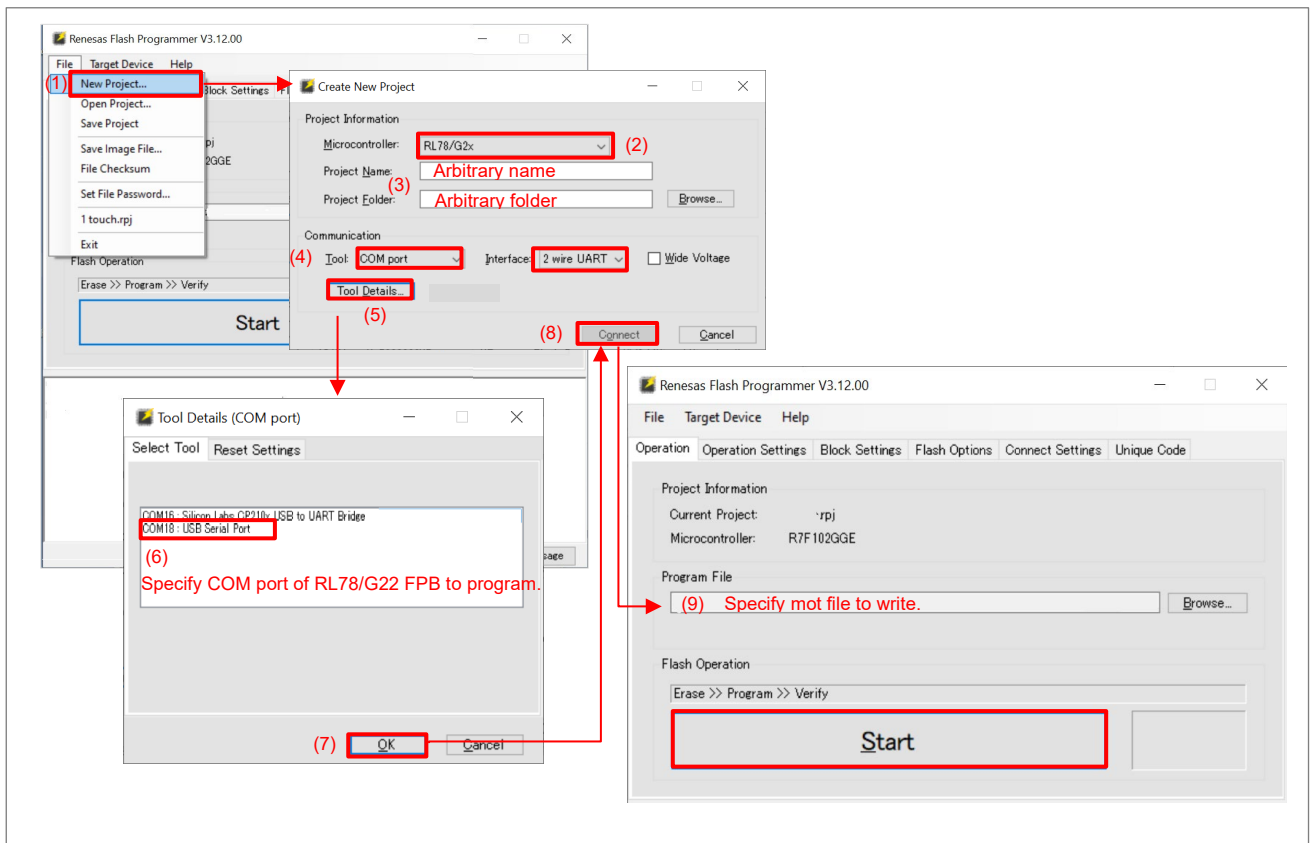 Renesas Flash Programmer V3.12.00
File Target Device Help
(1) New Project...
Open Project...
Save Project
Save Image File...
File Checksum
Set File Password...
1 touch.rpj
Exit
Block Settings
rpj
2GGE
Flash Operation
Erase >> Program >> Verify
Start
Create New Project
Project Information
Microcontroller: RL78/G2x (2)
Project Name: Arbitrary name
(3)
Project Folder: Arbitrary folder Browse...
Communication
(4) Tool: COM port Interface: 2 wire UART Wide Voltage
Tool Details...
(5)
(8) Connect Cancel
Tool Details (COM port)
Select Tool Reset Settings
COM16 : Silicon Labs CP210x USB to UART Bridge
COM18 : USB Serial Port
(6)
Specify COM port of RL78/G22 FPB to program.
(7) OK Cancel
Renesas Flash Programmer V3.12.00
File Target Device Help
Operation Operation Settings Block Settings Flash Options Connect Settings Unique Code
Project Information
Current Project: .rpj
Microcontroller: R7F102GGE
Program File
(9) Specify mot file to write. Browse...
Flash Operation
Erase >> Program >> Verify
Start